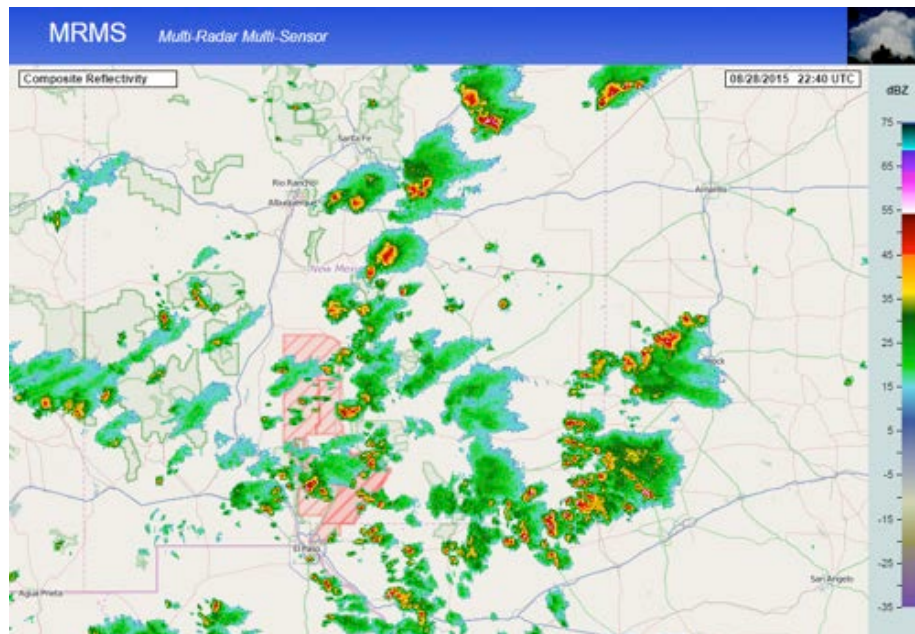 MRMS Multi-Radar Multi-Sensor
Composite Reflectivity
08/28/2015 22:40 UTC
dBZ
75
65
55
45
35
25
15
5
-5
-15
-25
-35
Santa Fe
Rio Rancho
Albuquerque
Amarillo
New Mexi
ock
El Paso
San Angelo
Agua Prieta